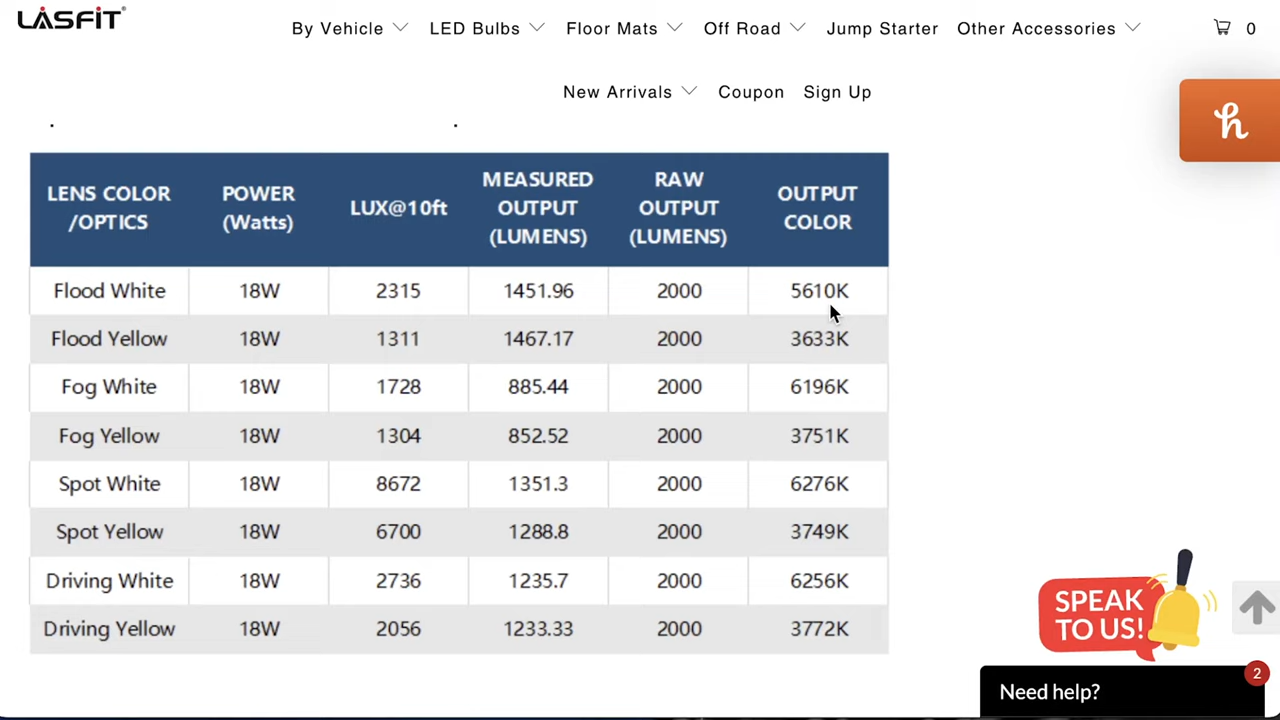 LASFIT®
By Vehicle LED Bulbs Floor Mats Off Road Jump Starter Other Accessories 0
New Arrivals Coupon Sign Up
LENS COLOR /OPTICS POWER (Watts) LUX@10ft MEASURED OUTPUT (LUMENS) RAW OUTPUT (LUMENS) OUTPUT COLOR
Flood White 18W 2315 1451.96 2000 5610K
Flood Yellow 18W 1311 1467.17 2000 3633K
Fog White 18W 1728 885.44 2000 6196K
Fog Yellow 18W 1304 852.52 2000 3751K
Spot White 18W 8672 1351.3 2000 6276K
Spot Yellow 18W 6700 1288.8 2000 3749K
Driving White 18W 2736 1235.7 2000 6256K
Driving Yellow 18W 2056 1233.33 2000 3772K
h
SPEAK
TO US!
Need help? 2